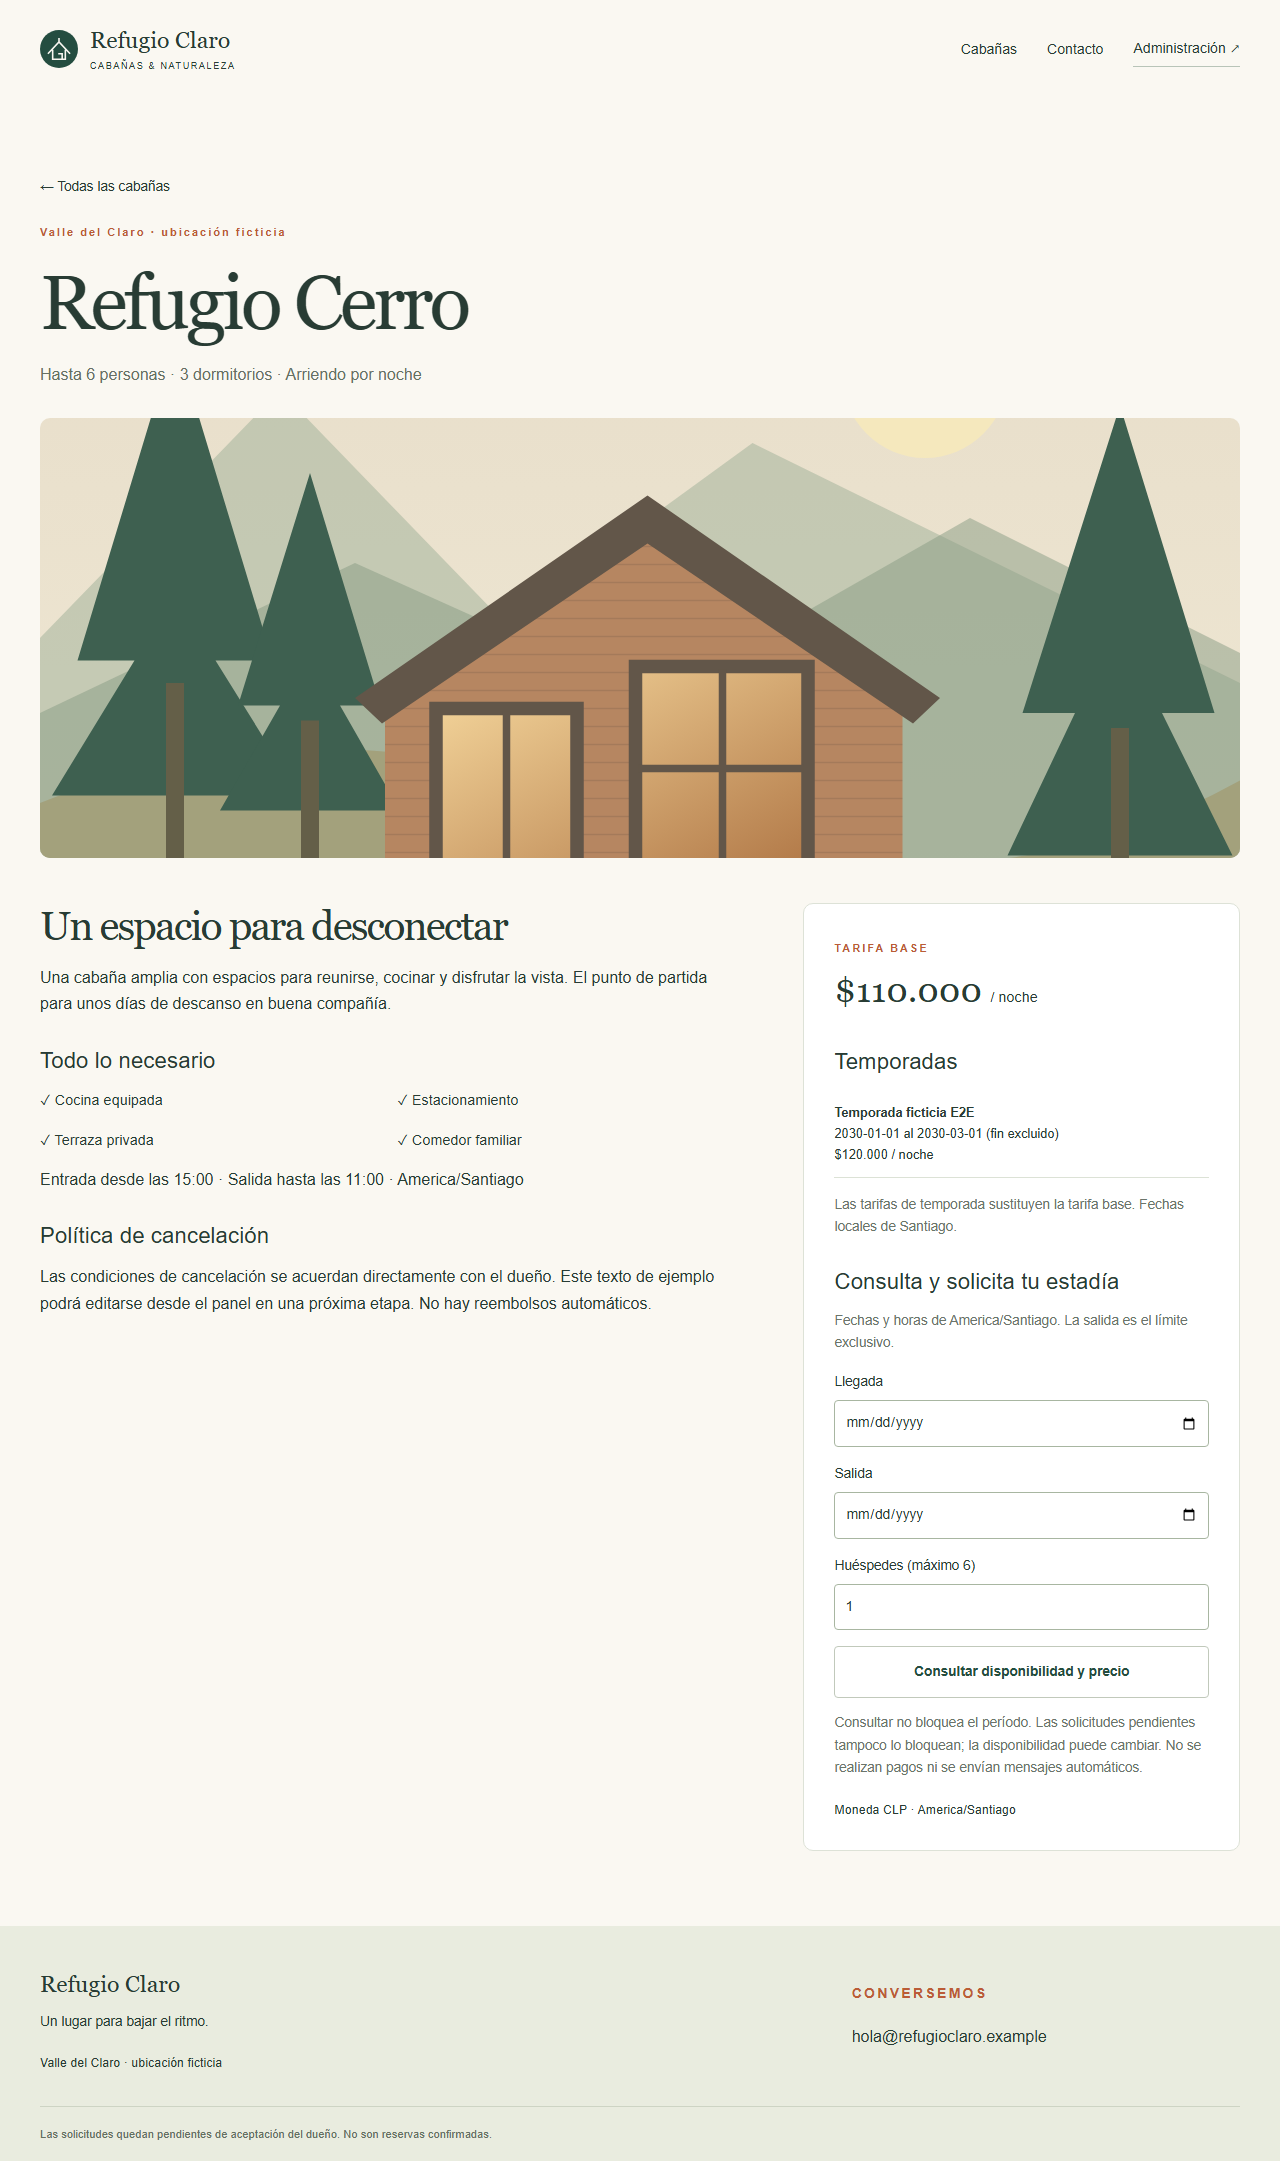 Refugio Claro
CABAÑAS & NATURALEZA
Cabañas
Contacto
Administración ↗
← Todas las cabañas
Valle del Claro · ubicación ficticia
Refugio Cerro
Hasta 6 personas · 3 dormitorios · Arriendo por noche
Un espacio para desconectar
Una cabaña amplia con espacios para reunirse, cocinar y disfrutar la vista. El punto de partida
para unos días de descanso en buena compañía.
Todo lo necesario
✓ Cocina equipada
✓ Estacionamiento
✓ Terraza privada
✓ Comedor familiar
Entrada desde las 15:00 · Salida hasta las 11:00 · America/Santiago
Política de cancelación
Las condiciones de cancelación se acuerdan directamente con el dueño. Este texto de ejemplo
podrá editarse desde el panel en una próxima etapa. No hay reembolsos automáticos.
TARIFA BASE
$110.000 / noche
Temporadas
Temporada ficticia E2E
2030-01-01 al 2030-03-01 (fin excluido)
$120.000 / noche
Las tarifas de temporada sustituyen la tarifa base. Fechas
locales de Santiago.
Consulta y solicita tu estadía
Fechas y horas de America/Santiago. La salida es el límite
exclusivo.
Llegada
mm/dd/yyyy
Salida
mm/dd/yyyy
Huéspedes (máximo 6)
1
Consultar disponibilidad y precio
Consultar no bloquea el período. Las solicitudes pendientes
tampoco lo bloquean; la disponibilidad puede cambiar. No se
realizan pagos ni se envían mensajes automáticos.
Moneda CLP · America/Santiago
Refugio Claro
Un lugar para bajar el ritmo.
Valle del Claro · ubicación ficticia
CONVERSEMOS
hola@refugioclaro.example
Las solicitudes quedan pendientes de aceptación del dueño. No son reservas confirmadas.